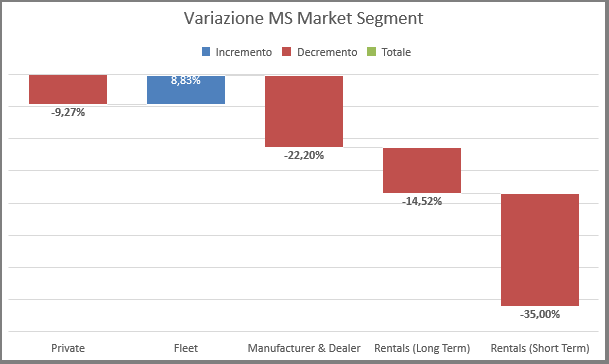 Variazione MS Market Segment
Incremento Decremento Totale
-9,27%
8,83%
-22,20%
-14,52%
-35,00%
Private Fleet Manufacturer & Dealer Rentals (Long Term) Rentals (Short Term)